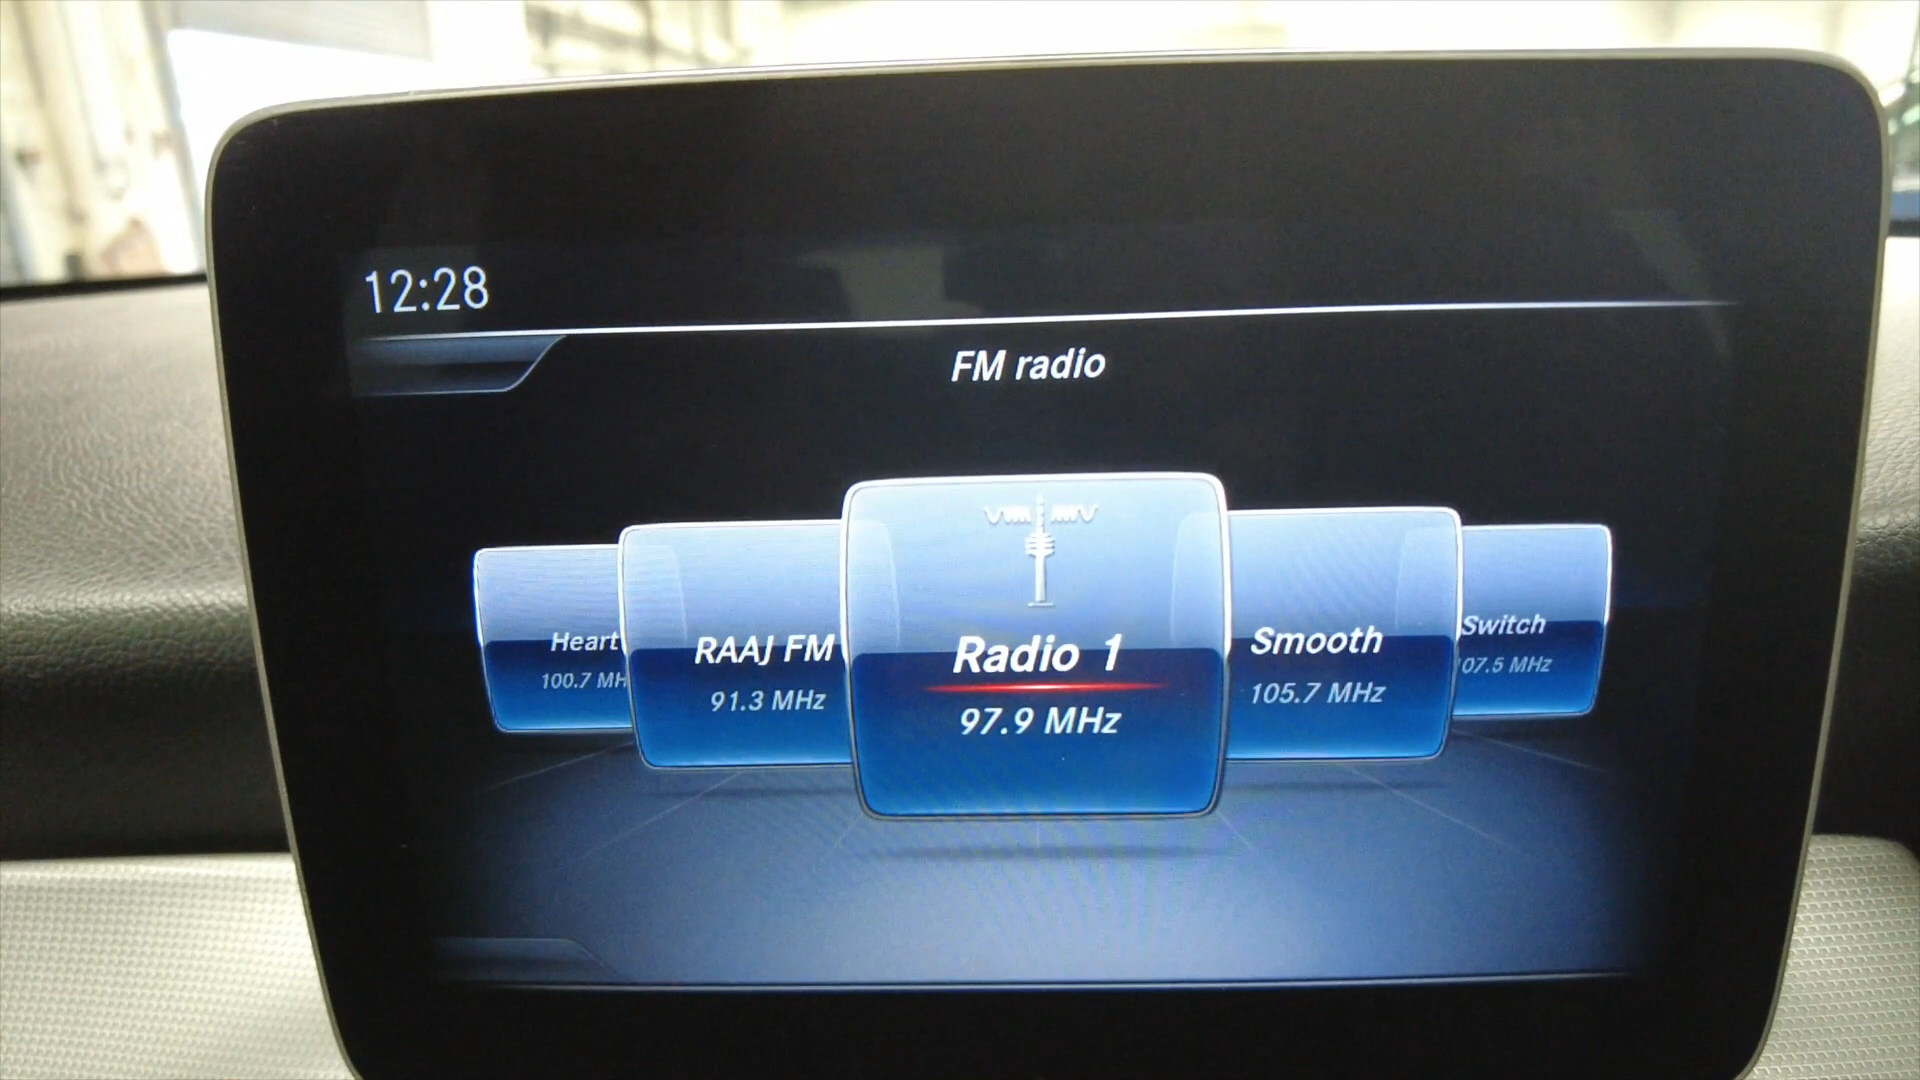 12:28
FM radio
Heart
100.7 MH
RAAJ FM
91.3 MHz
Radio 1
97.9 MHz
Smooth
105.7 MHz
Switch
07.5 MHz